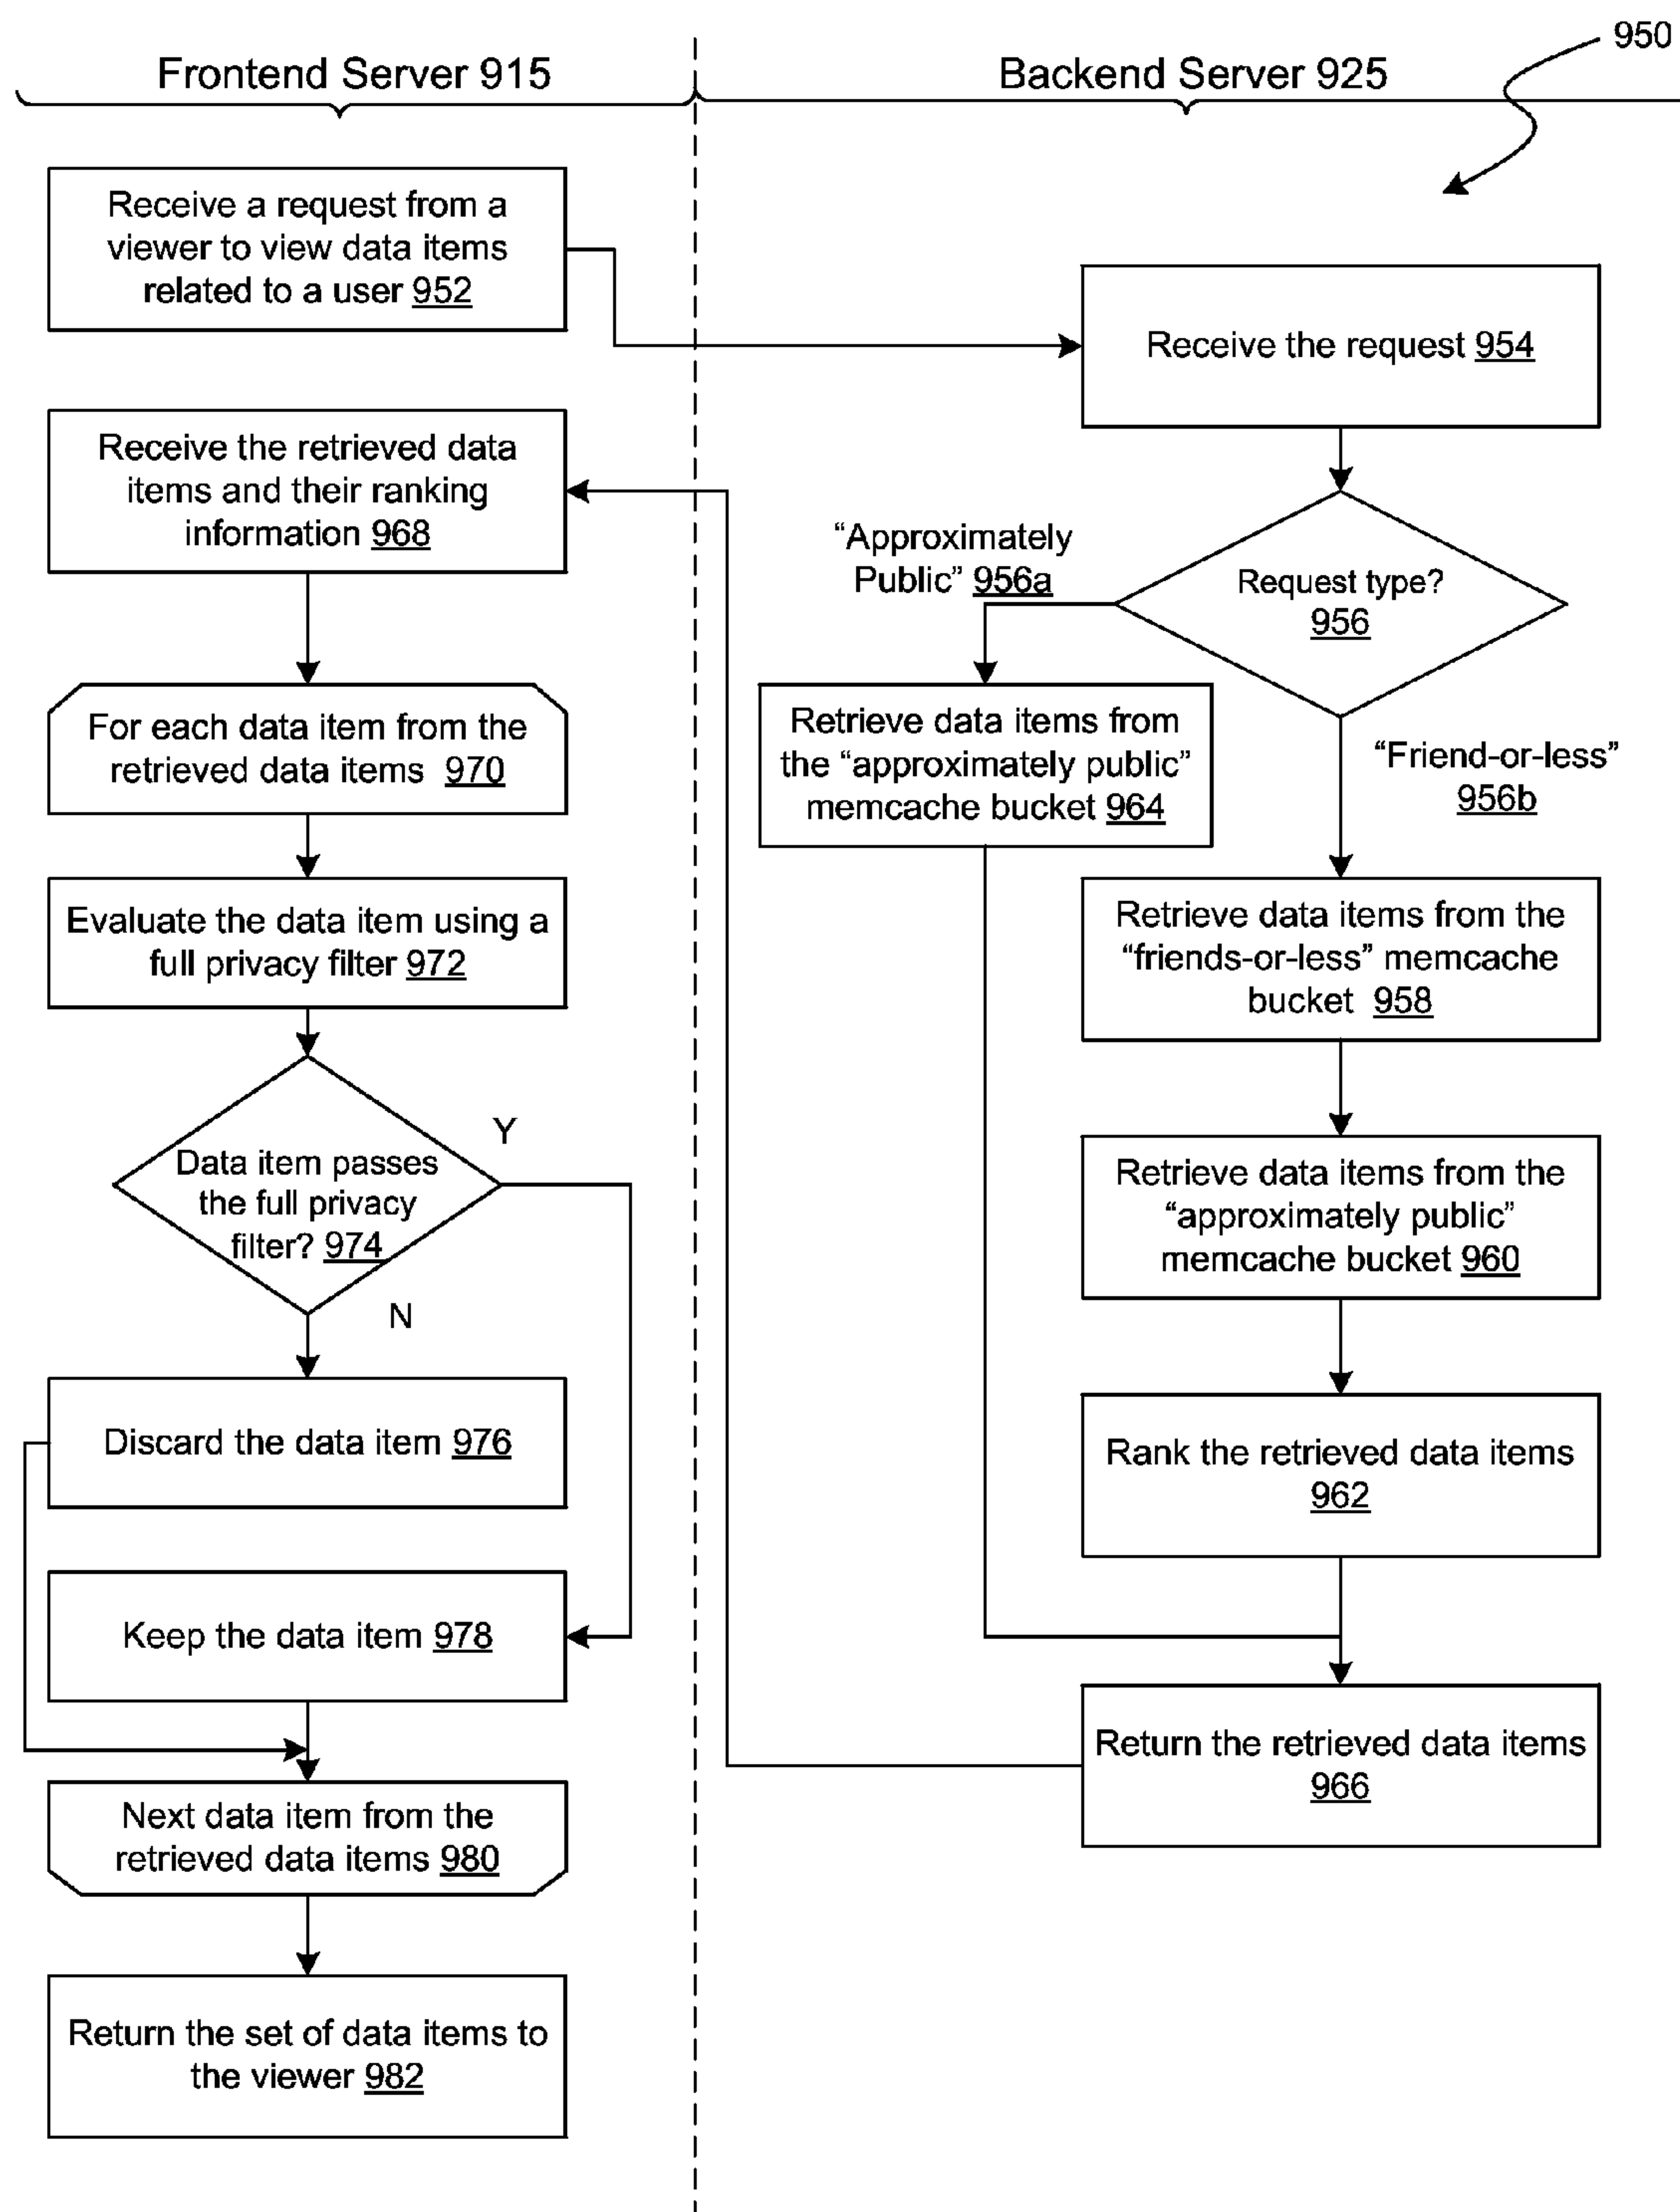 950
Frontend Server 915
Backend Server 925
Receive a request from a
viewer to view data items
related to a user 952
Receive the request 954
Receive the retrieved data
items and their ranking
information 968
“Approximately
Public” 956a
Request type?
956
For each data item from the
retrieved data items 970
Retrieve data items from
the “approximately public”
memcache bucket 964
“Friend-or-less”
956b
Evaluate the data item using a
full privacy filter 972
Retrieve data items from the
“friends-or-less” memcache
bucket 958
Y
Data item passes
the full privacy
filter? 974
N
Retrieve data items from the
“approximately public”
memcache bucket 960
Discard the data item 976
Rank the retrieved data items
962
Keep the data item 978
Return the retrieved data items
966
Next data item from the
retrieved data items 980
Return the set of data items to
the viewer 982